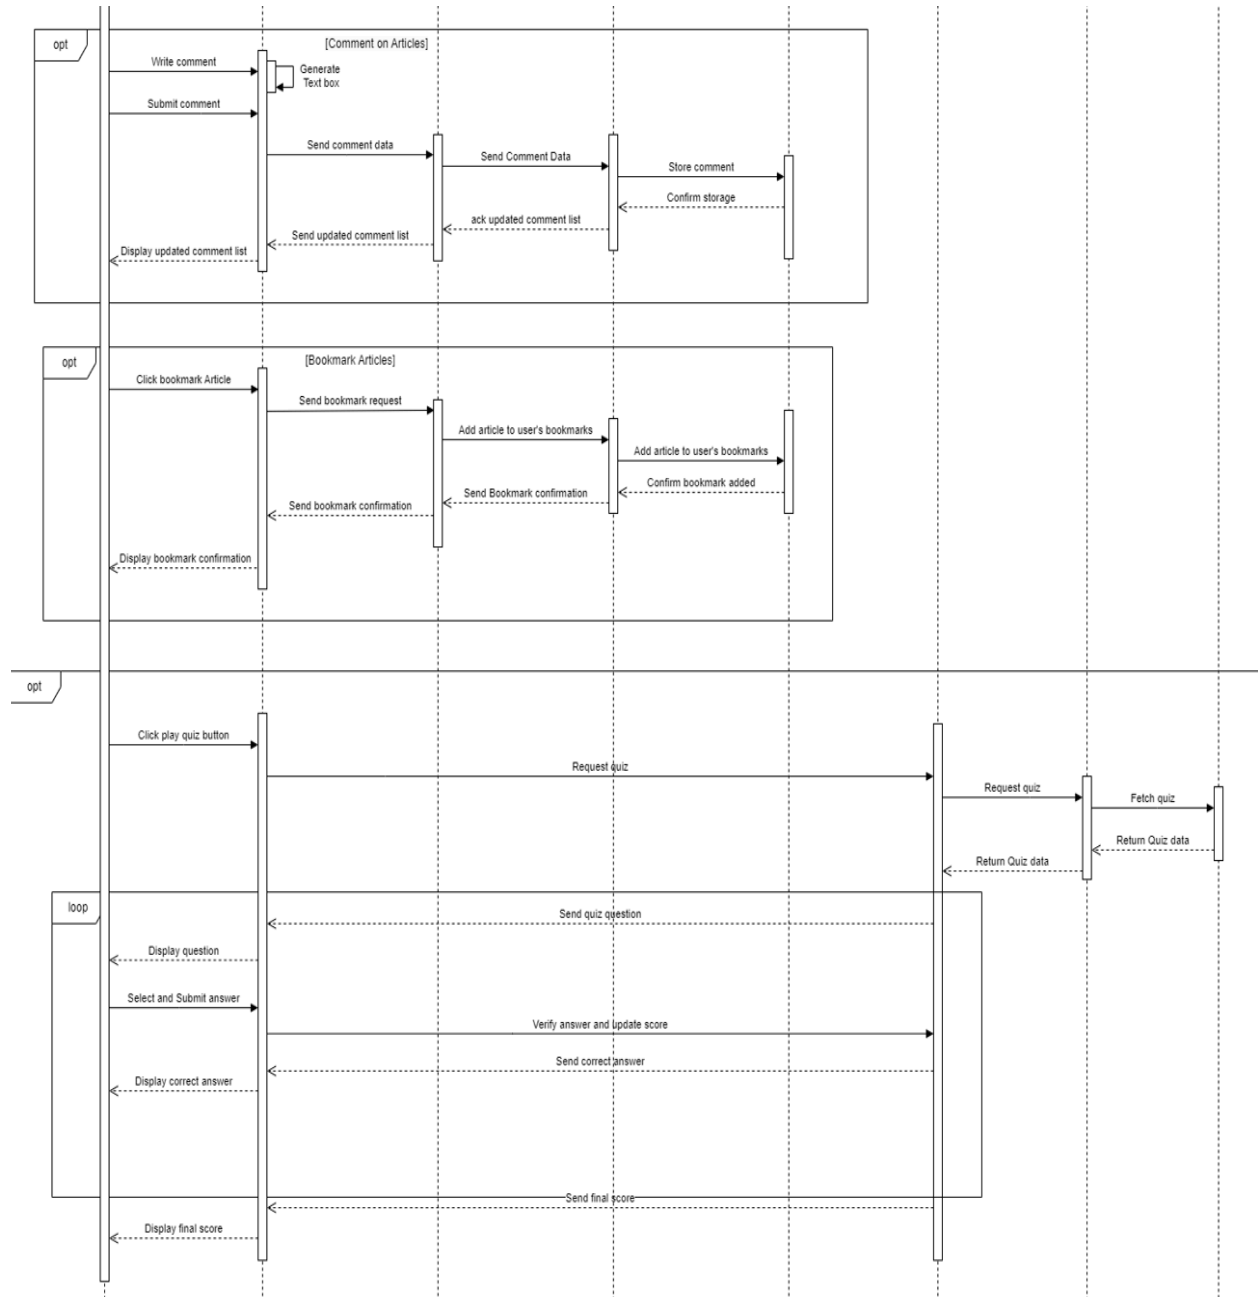 opt
[Comment on Articles]
Write comment
Generate
Text box
Submit comment
Send comment data
Send Comment Data
Store comment
Confirm storage
ack updated comment list
Send updated comment list
Display updated comment list
opt
[Bookmark Articles]
Click bookmark Article
Send bookmark request
Add article to user's bookmarks
Add article to user's bookmarks
Confirm bookmark added
Send Bookmark confirmation
Send bookmark confirmation
Display bookmark confirmation
opt
Click play quiz button
Request quiz
Request quiz
Fetch quiz
Return Quiz data
Return Quiz data
loop
Send quiz question
Display question
Select and Submit answer
Verify answer and update score
Send correct answer
Display correct answer
Send final score
Display final score